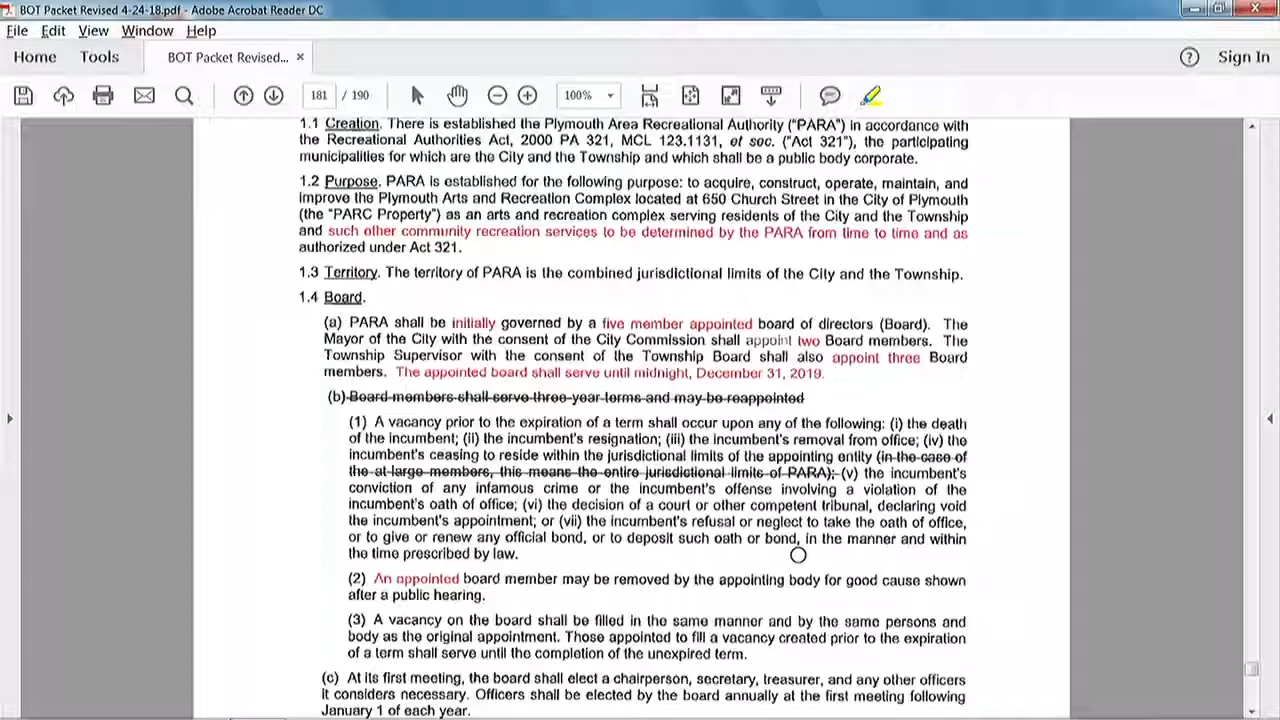 BOT Packet Revised 4-24-18.pdf - Adobe Acrobat Reader DC
File Edit View Window Help
Home Tools BOT Packet Revised... × ? Sign In
181 / 190 100%
1.1 Creation. There is established the Plymouth Area Recreational Authority ("PARA") in accordance with
the Recreational Authorities Act, 2000 PA 321, MCL 123.1131, et soc. ("Act 321"), the participating
municipalities for which are the City and the Township and which shall be a public body corporate.
1.2 Purpose. PARA is established for the following purpose: to acquire, construct, operate, maintain, and
improve the Plymouth Arts and Recreation Complex located at 650 Church Street in the City of Plymouth
(the "PARC Property") as an arts and recreation complex serving residents of the City and the Township
and such other community recreation services to be determined by the PARA from time to time and as
authorized under Act 321.
1.3 Territory. The territory of PARA is the combined jurisdictional limits of the City and the Township.
1.4 Board.
(a) PARA shall be initially governed by a five member appointed board of directors (Board). The
Mayor of the City with the consent of the City Commission shall appoint two Board members. The
Township Supervisor with the consent of the Township Board shall also appoint three Board
members. The appointed board shall serve until midnight, December 31, 2019.
(b) Board members shall serve three-year terms and may be reappointed
(1) A vacancy prior to the expiration of a term shall occur upon any of the following: (i) the death
of the incumbent; (ii) the incumbent's resignation; (iii) the incumbent's removal from office; (iv) the
incumbent's ceasing to reside within the jurisdictional limits of the appointing entity (in the case of
the at-large members, this means the entire jurisdictional limits of PARA); (v) the incumbent's
conviction of any infamous crime or the incumbent's offense involving a violation of the
incumbent's oath of office; (vi) the decision of a court or other competent tribunal, declaring void
the incumbent's appointment; or (vii) the incumbent's refusal or neglect to take the oath of office,
or to give or renew any official bond, or to deposit such oath or bond, in the manner and within
the time prescribed by law.
(2) An appointed board member may be removed by the appointing body for good cause shown
after a public hearing.
(3) A vacancy on the board shall be filled in the same manner and by the same persons and
body as the original appointment. Those appointed to fill a vacancy created prior to the expiration
of a term shall serve until the completion of the unexpired term.
(c) At its first meeting, the board shall elect a chairperson, secretary, treasurer, and any other officers
it considers necessary. Officers shall be elected by the board annually at the first meeting following
January 1 of each year.